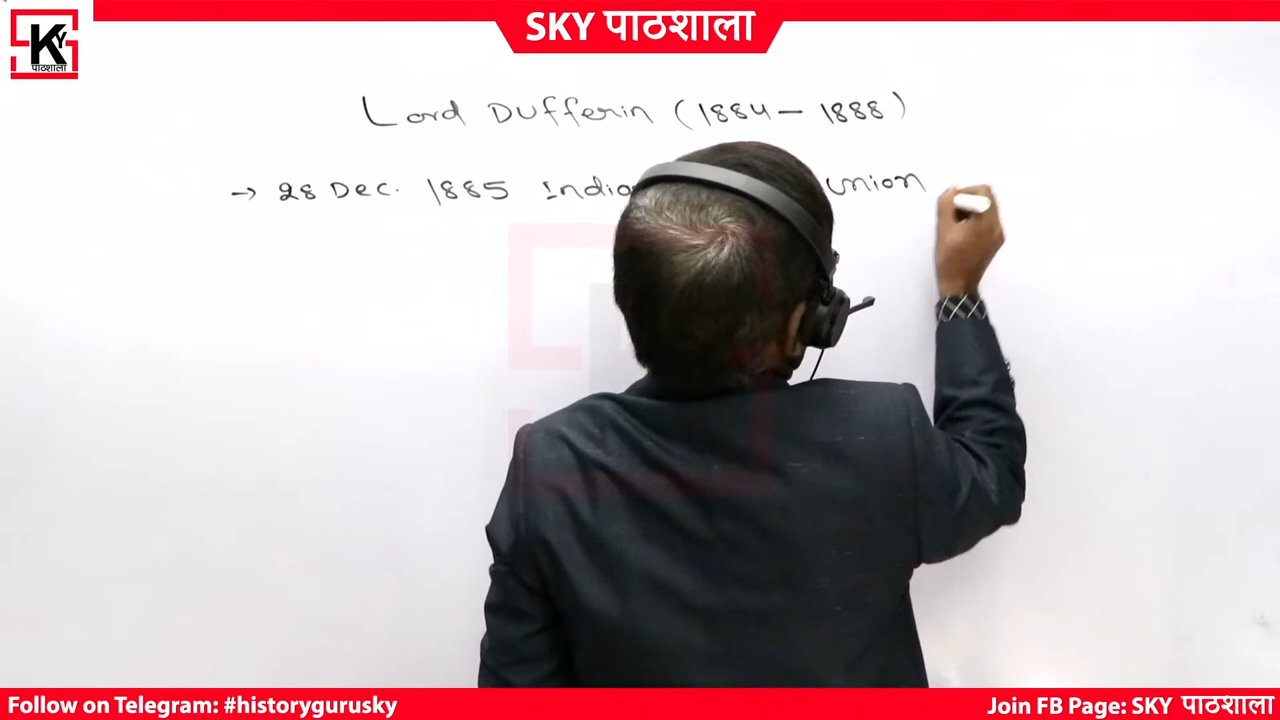 SKY पाठशाला
KY
पाठशाला
Lord Dufferin (1884 - 1888)
→ 28 Dec. 1885 India union
Follow on Telegram: #historygurusky
Join FB Page: SKY पाठशाला